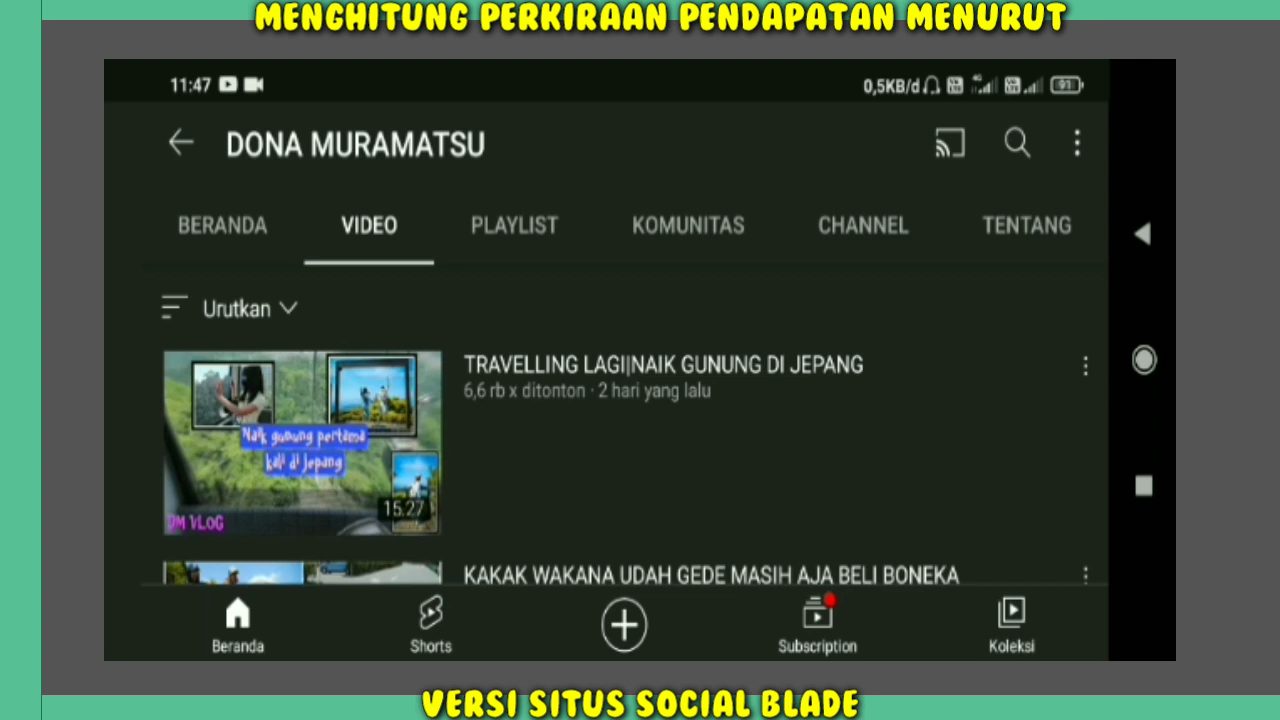 MENGHITUNG PERKIRAAN PENDAPATAN MENURUT
11:47
0,5KB/d 4G 91
DONA MURAMATSU
BERANDA VIDEO PLAYLIST KOMUNITAS CHANNEL TENTANG
Urutkan
TRAVELLING LAGI|NAIK GUNUNG DI JEPANG
6,6 rb x ditonton · 2 hari yang lalu
Naik gunung pertama
kali di Jepang
15.27
DM VLOG
KAKAK WAKANA UDAH GEDE MASIH AJA BELI BONEKA
Beranda Shorts Subscription Koleksi
VERSI SITUS SOCIAL BLADE